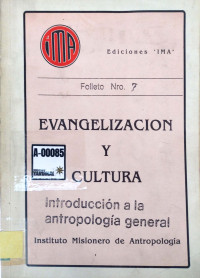 IMA
Ediciones "IMA"
Folleto Nro. 7
EVANGELIZACION
Y
A-00085
CULTURA
Introducción a la
antropología general
Instituto Misionero de Antropología